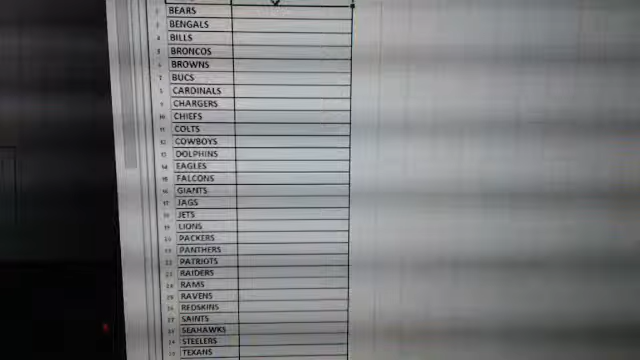 BEARS
BENGALS
BILLS
BRONCOS
BROWNS
BUCS
CARDINALS
CHARGERS
CHIEFS
COLTS
COWBOYS
DOLPHINS
EAGLES
FALCONS
GIANTS
JAGS
JETS
LIONS
PACKERS
PANTHERS
PATRIOTS
RAIDERS
RAMS
RAVENS
REDSKINS
SAINTS
SEAHAWKS
STEELERS
TEXANS